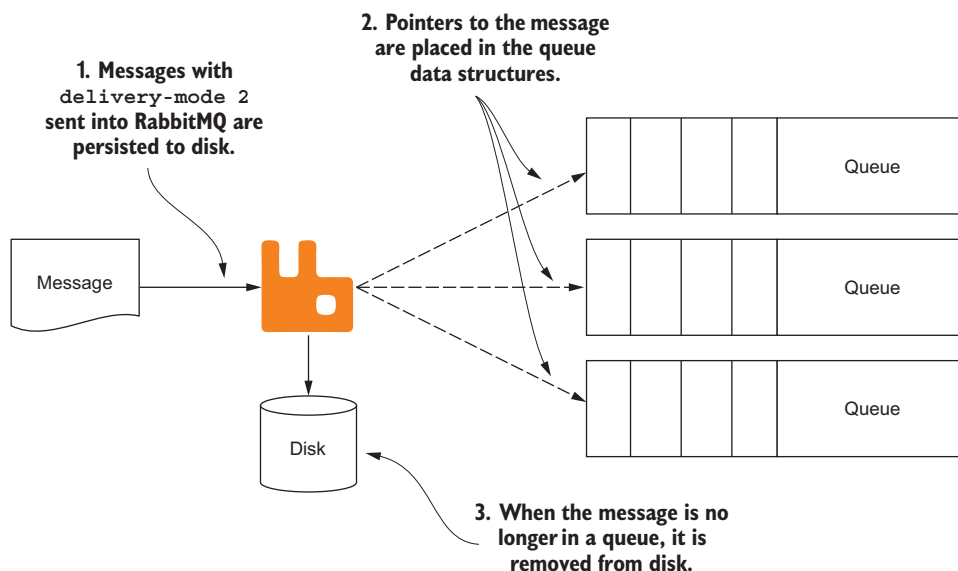 1. Messages with
delivery-mode 2
sent into RabbitMQ are
persisted to disk.
2. Pointers to the message
are placed in the queue
data structures.
Queue
Message
Queue
Queue
Disk
3. When the message is no
longer in a queue, it is
removed from disk.